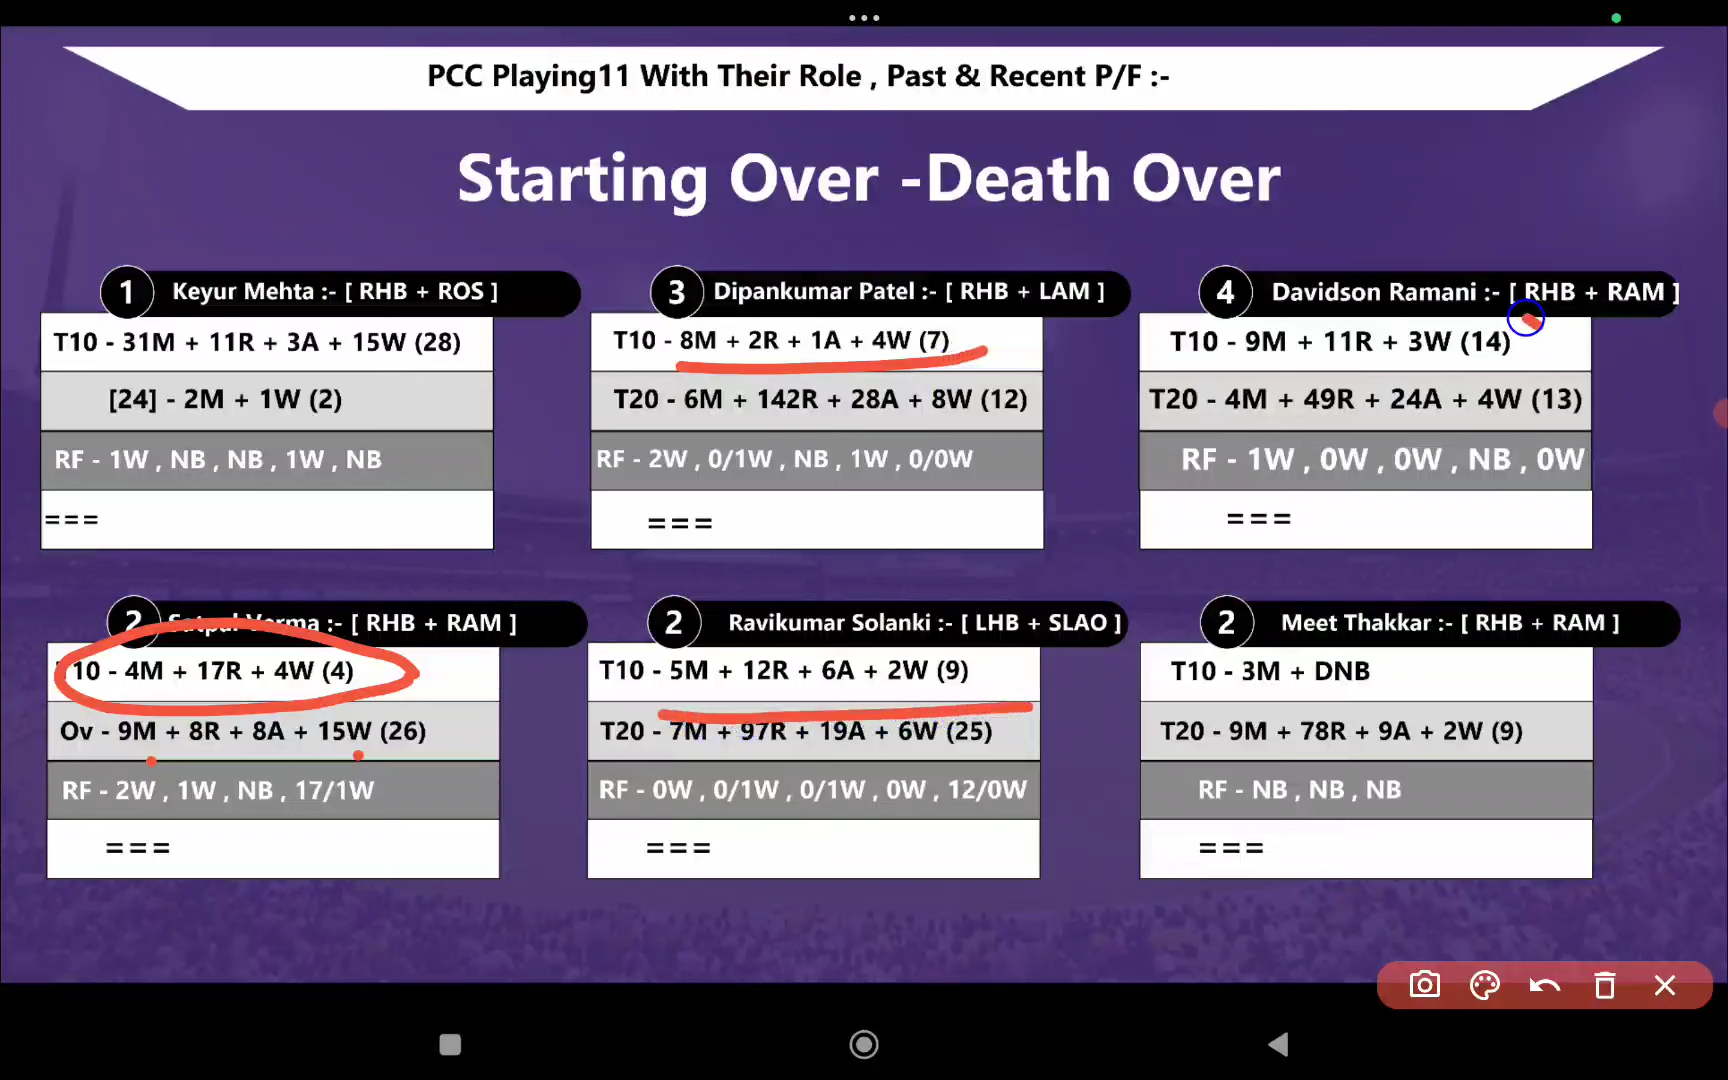 PCC Playing11 With Their Role , Past & Recent P/F :-
Starting Over -Death Over
1 Keyur Mehta :- [ RHB + ROS ]
T10 - 31M + 11R + 3A + 15W (28)
[24] - 2M + 1W (2)
RF - 1W , NB , NB , 1W , NB
===
3 Dipankumar Patel :- [ RHB + LAM ]
T10 - 8M + 2R + 1A + 4W (7)
T20 - 6M + 142R + 28A + 8W (12)
RF - 2W , 0/1W , NB , 1W , 0/0W
===
4 Davidson Ramani :- [ RHB + RAM ]
T10 - 9M + 11R + 3W (14)
T20 - 4M + 49R + 24A + 4W (13)
RF - 1W , 0W , 0W , NB , 0W
===
2 Satpal Verma :- [ RHB + RAM ]
T10 - 4M + 17R + 4W (4)
Ov - 9M + 8R + 8A + 15W (26)
RF - 2W , 1W , NB , 17/1W
===
2 Ravikumar Solanki :- [ LHB + SLAO ]
T10 - 5M + 12R + 6A + 2W (9)
T20 - 7M + 97R + 19A + 6W (25)
RF - 0W , 0/1W , 0/1W , 0W , 12/0W
===
2 Meet Thakkar :- [ RHB + RAM ]
T10 - 3M + DNB
T20 - 9M + 78R + 9A + 2W (9)
RF - NB , NB , NB
===